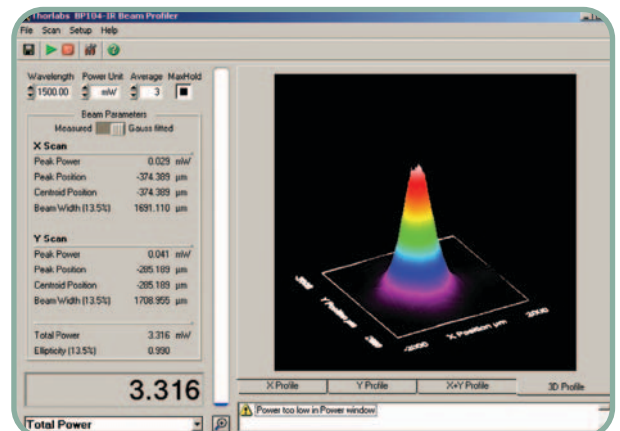 Thorlabs BP104-IR Beam Profiler
File Scan Setup Help
Wavelength Power Unit Average MaxHold
1500.00 mW 3
Beam Parameters
Measured Gauss fitted
X Scan
Peak Power 0.029 mW
Peak Position -374.389 µm
Centroid Position -374.389 µm
Beam Width (13.5%) 1691.110 µm
Y Scan
Peak Power 0.041 mW
Peak Position -285.189 µm
Centroid Position -285.189 µm
Beam Width (13.5%) 1708.955 µm
Total Power 3.316 mW
Ellipticity (13.5%) 0.990
3.316
Total Power
Y Position µm
-2000 X Position µm 2000
X Profile Y Profile X+Y Profile 3D Profile
Power too low in Power window